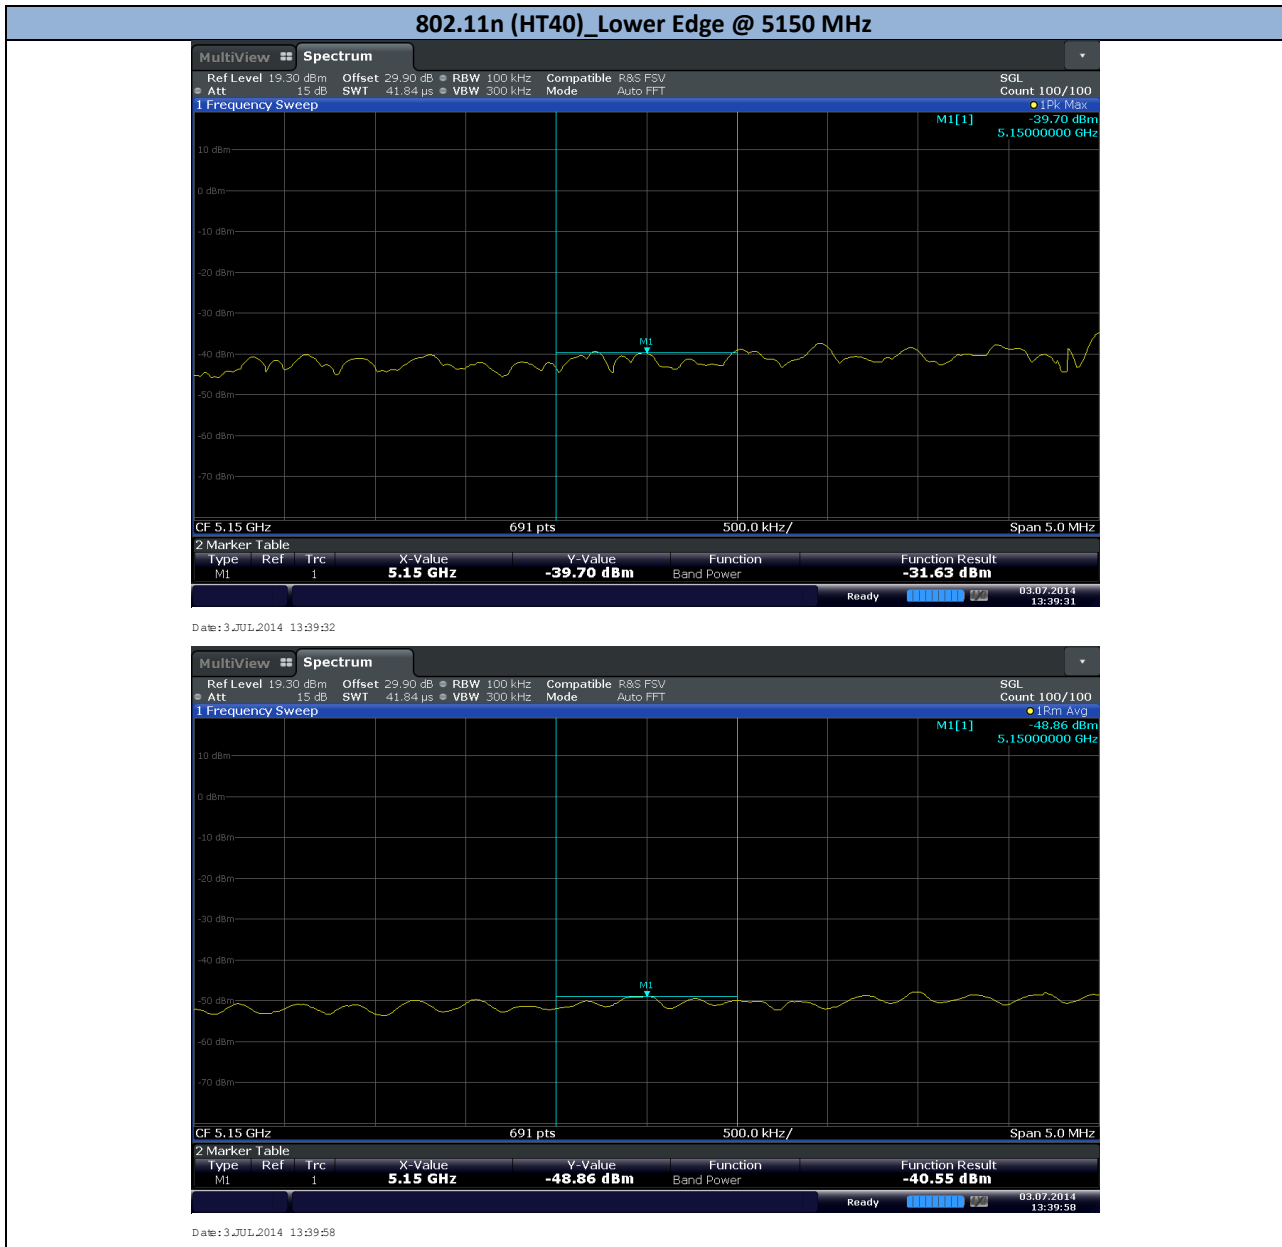 802.11n (HT40)_Lower Edge @ 5150 MHz
MultiView Spectrum
Ref Level 19.30 dBm Offset 29.90 dB RBW 100 kHz Compatible R&S FSV SGL
Att 15 dB SWT 41.84 µs VBW 300 kHz Mode Auto FFT Count 100/100
1 Frequency Sweep 1Pk Max
M1[1] -39.70 dBm
5.15000000 GHz
10 dBm
0 dBm
-10 dBm
-20 dBm
-30 dBm
M1
-40 dBm
-50 dBm
-60 dBm
-70 dBm
CF 5.15 GHz 691 pts 500.0 kHz/ Span 5.0 MHz
2 Marker Table
Type Ref Trc X-Value Y-Value Function Function Result
M1 1 5.15 GHz -39.70 dBm Band Power -31.63 dBm
Ready 03.07.2014
13:39:31
Date: 3.JUL.2014 13:39:32
MultiView Spectrum
Ref Level 19.30 dBm Offset 29.90 dB RBW 100 kHz Compatible R&S FSV SGL
Att 15 dB SWT 41.84 µs VBW 300 kHz Mode Auto FFT Count 100/100
1 Frequency Sweep 1Rm Avg
M1[1] -48.86 dBm
5.15000000 GHz
10 dBm
0 dBm
-10 dBm
-20 dBm
-30 dBm
-40 dBm
M1
-50 dBm
-60 dBm
-70 dBm
CF 5.15 GHz 691 pts 500.0 kHz/ Span 5.0 MHz
2 Marker Table
Type Ref Trc X-Value Y-Value Function Function Result
M1 1 5.15 GHz -48.86 dBm Band Power -40.55 dBm
Ready 03.07.2014
13:39:58
Date: 3.JUL.2014 13:39:58